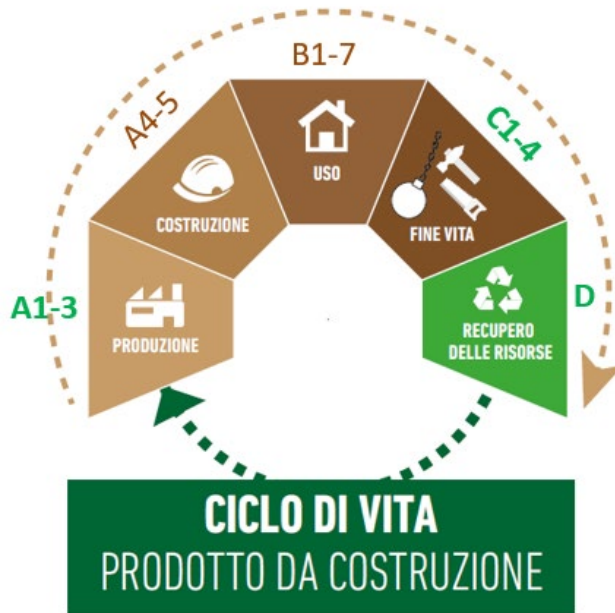 B1-7
A4-5
C1-4
USO
COSTRUZIONE
FINE VITA
A1-3
D
PRODUZIONE
RECUPERO
DELLE RISORSE
CICLO DI VITA
PRODOTTO DA COSTRUZIONE